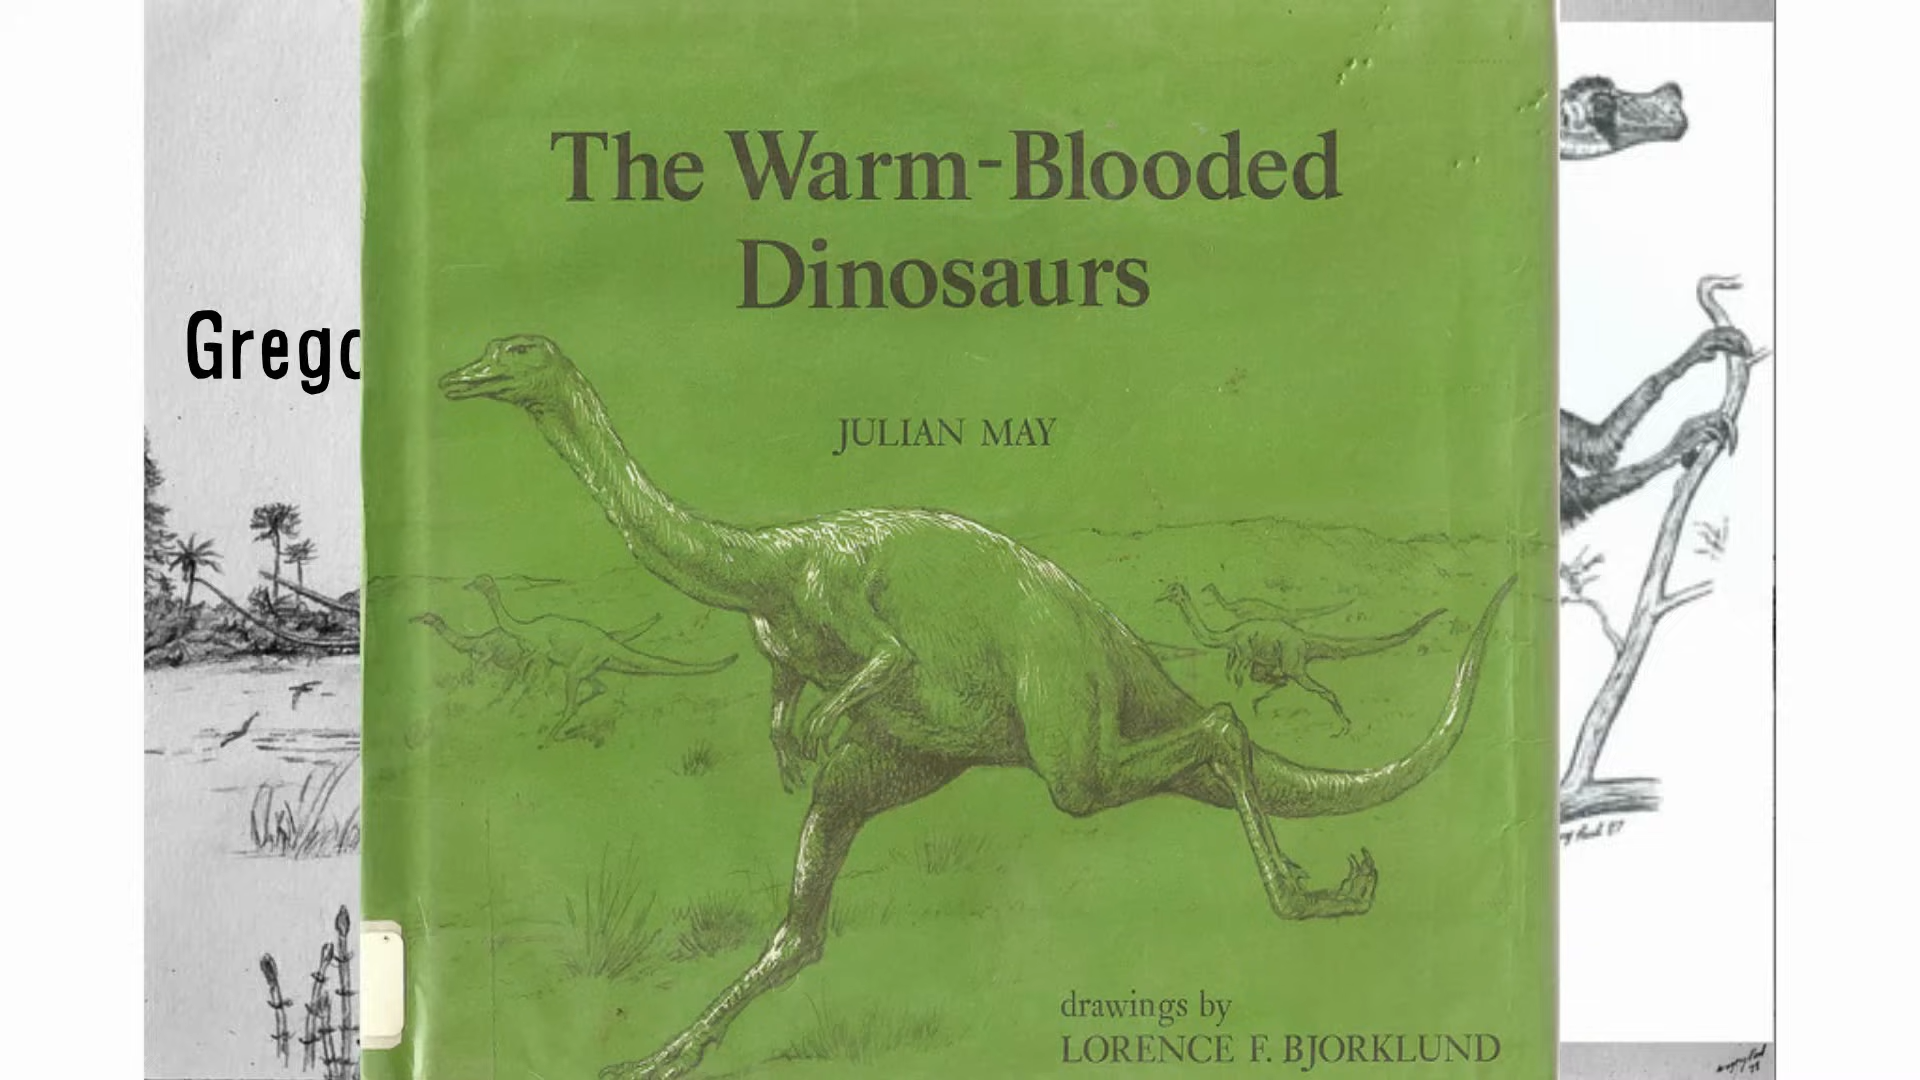 The Warm-Blooded
Dinosaurs
Grego
JULIAN MAY
drawings by
LORENCE F. BJORKLUND